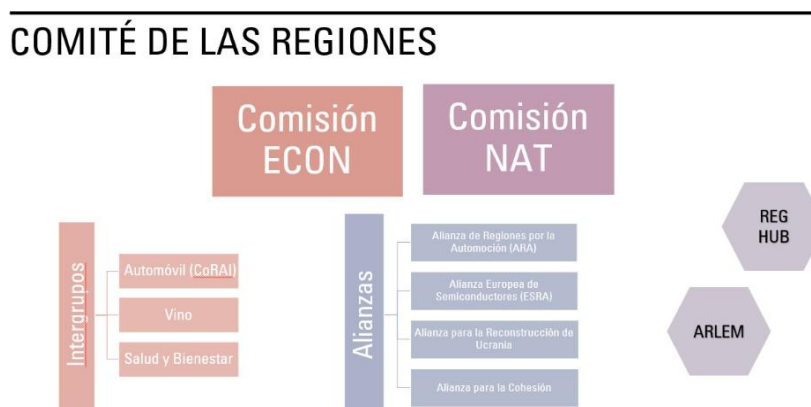 COMITÉ DE LAS REGIONES
Comisión
ECON
Comisión
NAT
Intergrupos
Automóvil (CoRAI)
Vino
Salud y Bienestar
Alianzas
Alianza de Regiones por la
Automoción (ARA)
Alianza Europea de
Semiconductores (ESRA)
Alianza para la Reconstrucción de
Ucrania
Alianza para la Cohesión
REG
HUB
ARLEM